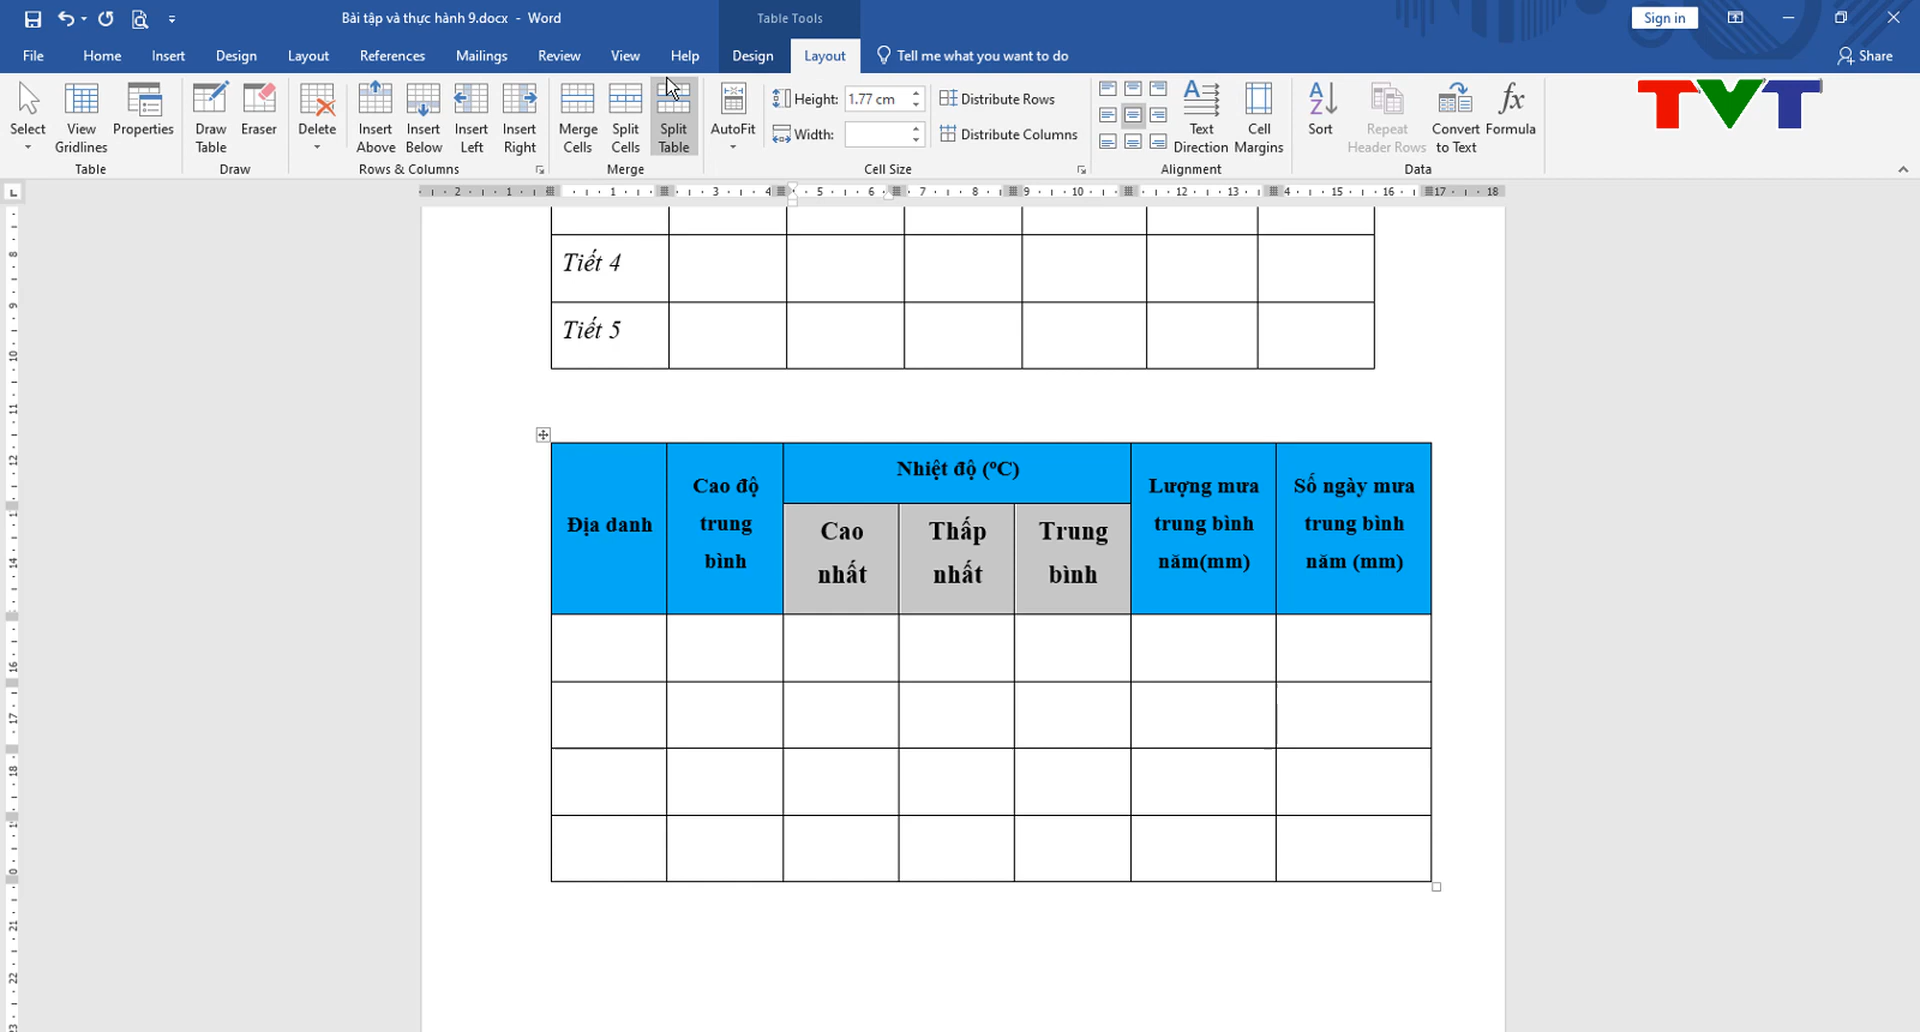 Bài tập và thực hành 9.docx - Word
Table Tools
Sign in
File
Home
Insert
Design
Layout
References
Mailings
Review
View
Help
Design
Layout
Tell me what you want to do
Share
Select
View Gridlines
Properties
Draw Table
Eraser
Delete
Insert Above
Insert Below
Insert Left
Insert Right
Merge Cells
Split Cells
Split Table
AutoFit
Height: 1.77 cm
Width:
Distribute Rows
Distribute Columns
Text Direction
Cell Margins
Sort
Repeat Header Rows
Convert to Text
Formula
TVT
Table
Draw
Rows & Columns
Merge
Cell Size
Alignment
Data
Tiết 4
Tiết 5
Địa danh
Cao độ
trung
bình
Nhiệt độ (ºC)
Cao
nhất
Thấp
nhất
Trung
bình
Lượng mưa
trung bình
năm(mm)
Số ngày mưa
trung bình
năm (mm)